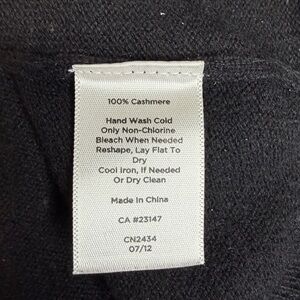 100% Cashmere
Hand Wash Cold
Only Non-Chlorine
Bleach When Needed
Reshape, Lay Flat To
Dry
Cool Iron, If Needed
Or Dry Clean
Made In China
CA #23147
CN2434
07/12